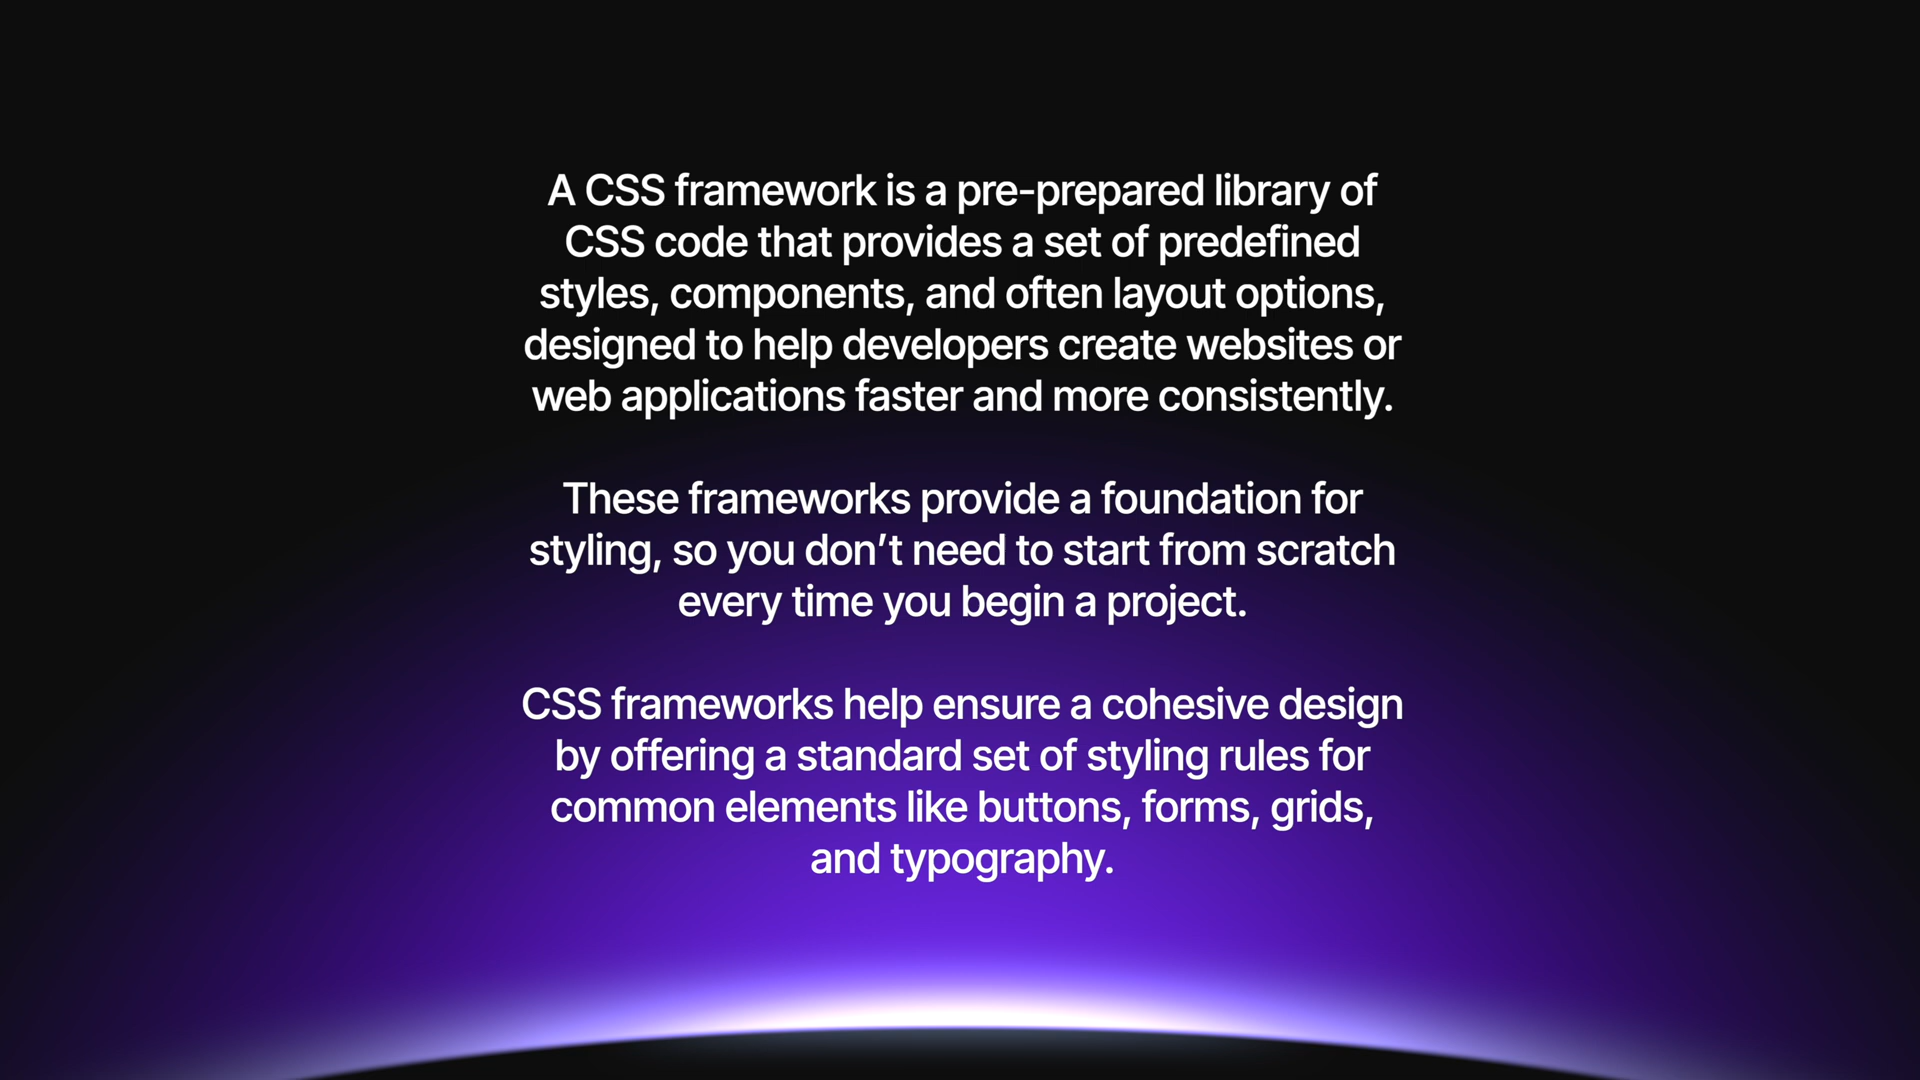 A CSS framework is a pre-prepared library of
CSS code that provides a set of predefined
styles, components, and often layout options,
designed to help developers create websites or
web applications faster and more consistently.
These frameworks provide a foundation for
styling, so you don’t need to start from scratch
every time you begin a project.
CSS frameworks help ensure a cohesive design
by offering a standard set of styling rules for
common elements like buttons, forms, grids,
and typography.